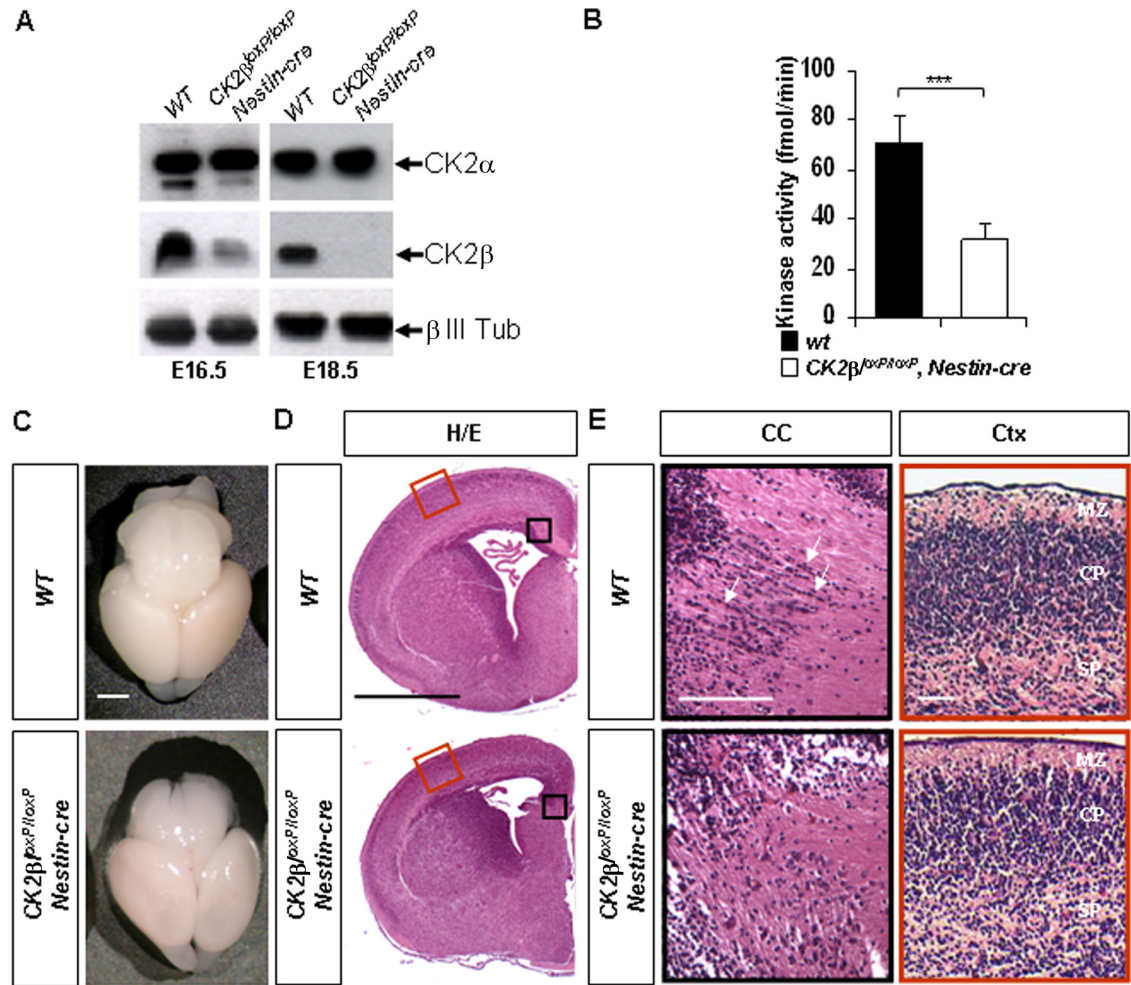 A
WT
CK2βloxP/loxP
Nestin-cre
WT
CK2βloxP/loxP
Nestin-cre
CK2α
CK2β
β III Tub
E16.5
E18.5
B
Kinase activity (fmol/min)
100
80
60
40
20
0
***
wt
CK2βloxP/loxP, Nestin-cre
C
D
H/E
E
CC
Ctx
WT
WT
WT
MZ
CP
SP
CK2βloxP/loxP
Nestin-cre
CK2βloxP/loxP
Nestin-cre
CK2βloxP/loxP
Nestin-cre
MZ
CP
SP